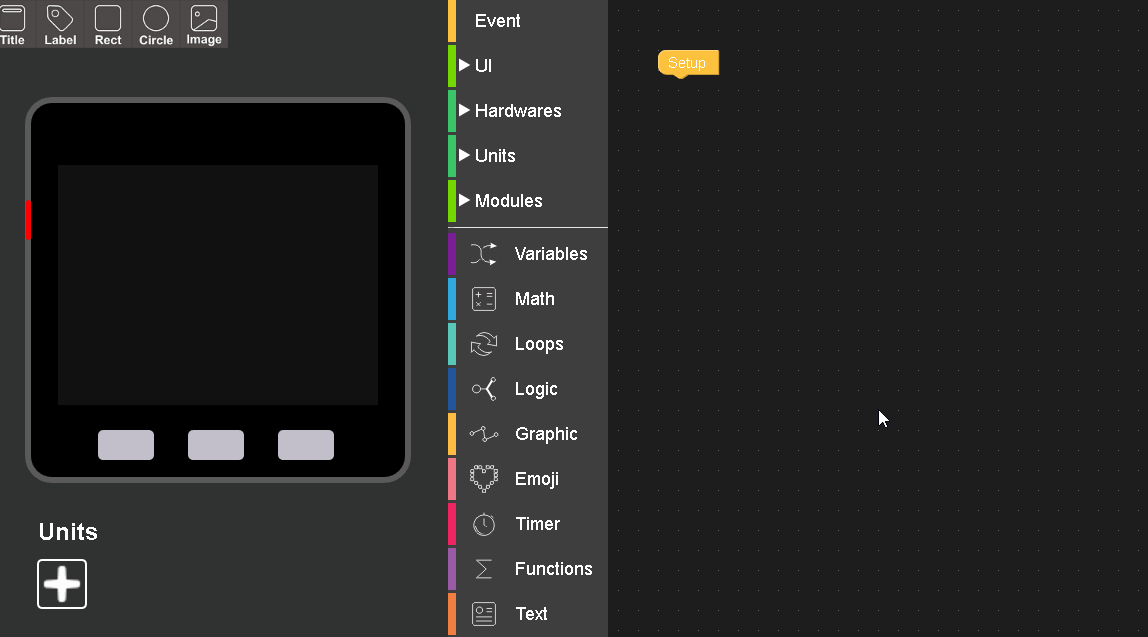 Title Label Rect Circle Image
Units
Event
UI
Hardwares
Units
Modules
Variables
Math
Loops
Logic
Graphic
Emoji
Timer
Functions
Text
Setup